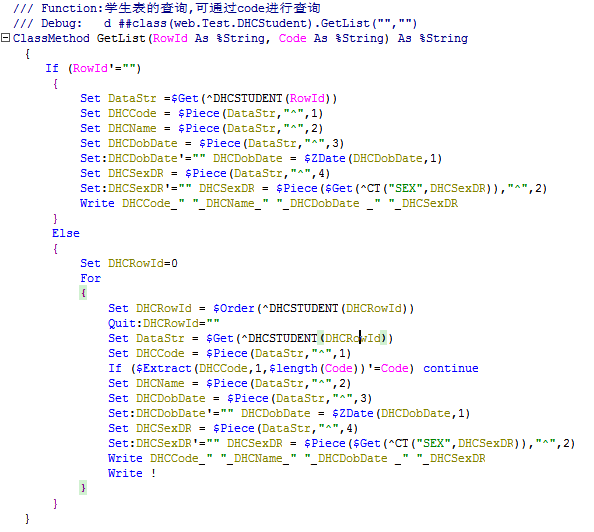 /// Function:学生表的查询,可通过code进行查询
/// Debug:   d ##class(web.Test.DHCStudent).GetList("","")
ClassMethod GetList(RowId As %String, Code As %String) As %String
{
If (RowId'="")
{
Set DataStr =$Get(^DHCSTUDENT(RowId))
Set DHCCode = $Piece(DataStr,"^",1)
Set DHCName = $Piece(DataStr,"^",2)
Set DHCDobDate = $Piece(DataStr,"^",3)
Set:DHCDobDate'="" DHCDobDate = $ZDate(DHCDobDate,1)
Set DHCSexDR = $Piece(DataStr,"^",4)
Set:DHCSexDR'="" DHCSexDR = $Piece($Get(^CT("SEX",DHCSexDR)),"^",2)
Write DHCCode_" "_DHCName_" "_DHCDobDate _" "_DHCSexDR
}
Else
{
Set DHCRowId=0
For
{
Set DHCRowId = $Order(^DHCSTUDENT(DHCRowId))
Quit:DHCRowId=""
Set DataStr = $Get(^DHCSTUDENT(DHCRowId))
Set DHCCode = $Piece(DataStr,"^",1)
If ($Extract(DHCCode,1,$length(Code))'=Code) continue
Set DHCName = $Piece(DataStr,"^",2)
Set DHCDobDate = $Piece(DataStr,"^",3)
Set:DHCDobDate'="" DHCDobDate = $ZDate(DHCDobDate,1)
Set DHCSexDR = $Piece(DataStr,"^",4)
Set:DHCSexDR'="" DHCSexDR = $Piece($Get(^CT("SEX",DHCSexDR)),"^",2)
Write DHCCode_" "_DHCName_" "_DHCDobDate _" "_DHCSexDR
Write !
}
}
}